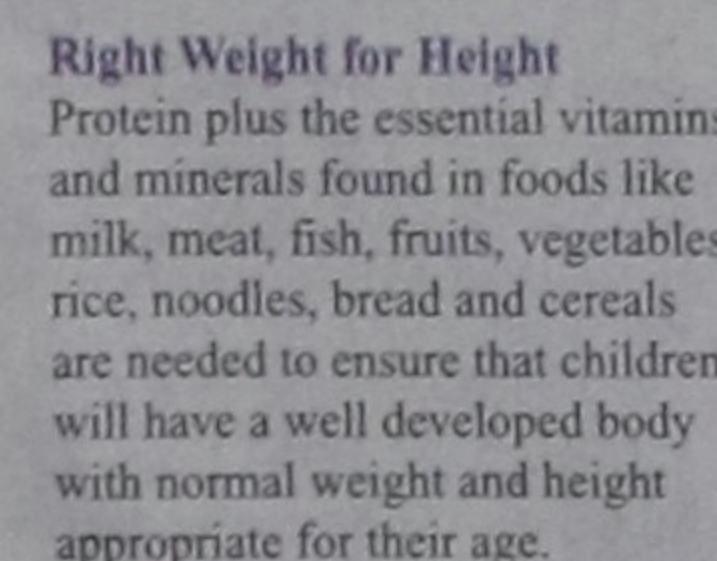 Right Weight for Height
Protein plus the essential vitamins
and minerals found in foods like
milk, meat, fish, fruits, vegetables
rice, noodles, bread and cereals
are needed to ensure that children
will have a well developed body
with normal weight and height
appropriate for their age.